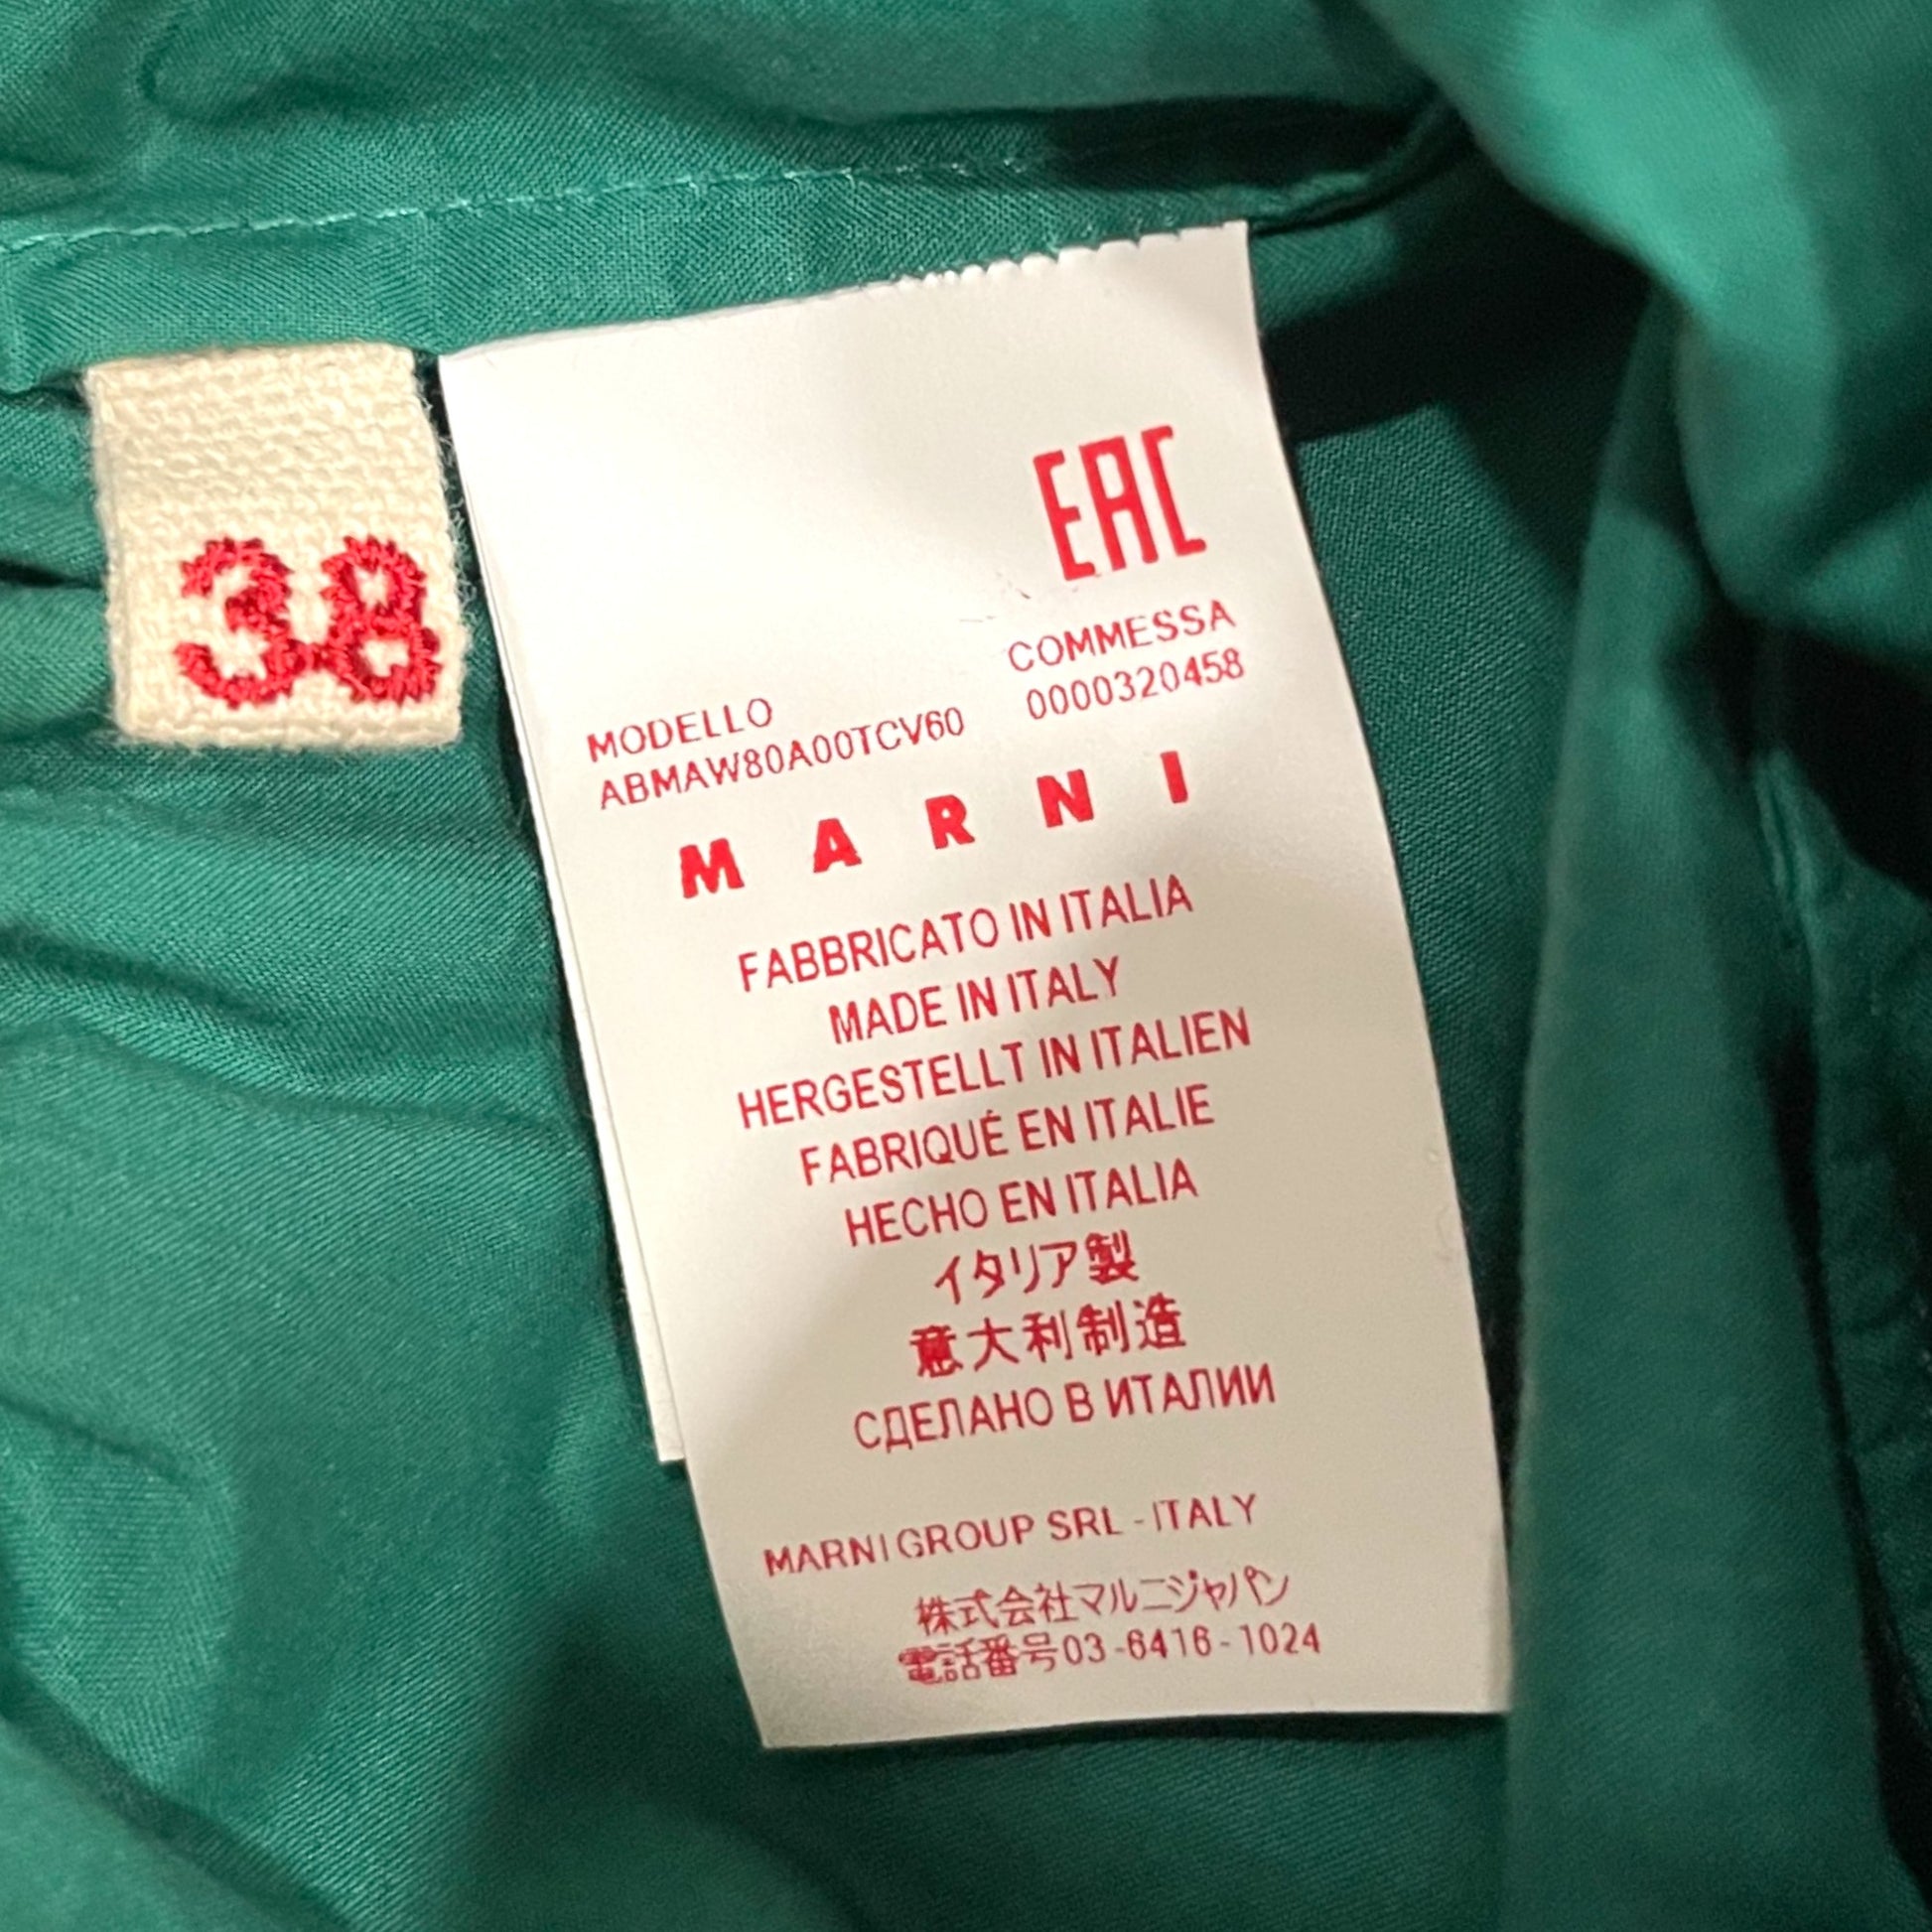 38
EAC
COMMESSA
0000320458
MODELLO
ABMAW80A00TCV60
MARNI
FABBRICATO IN ITALIA
MADE IN ITALY
HERGESTELLT IN ITALIEN
FABRIQUÉ EN ITALIE
HECHO EN ITALIA
イタリア製
意大利制造
СДЕЛАНО В ИТАЛИИ
MARNI GROUP SRL - ITALY
株式会社マルニジャパン
電話番号03-6416-1024